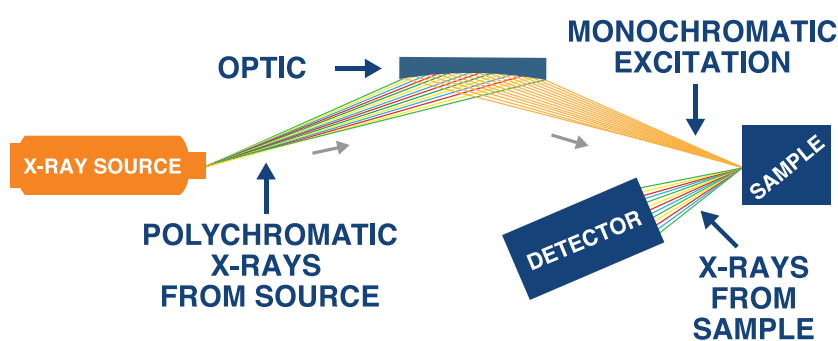 MONOCHROMATIC
EXCITATION
OPTIC
X-RAY SOURCE
SAMPLE
POLYCHROMATIC
X-RAYS
FROM SOURCE
DETECTOR
X-RAYS
FROM
SAMPLE